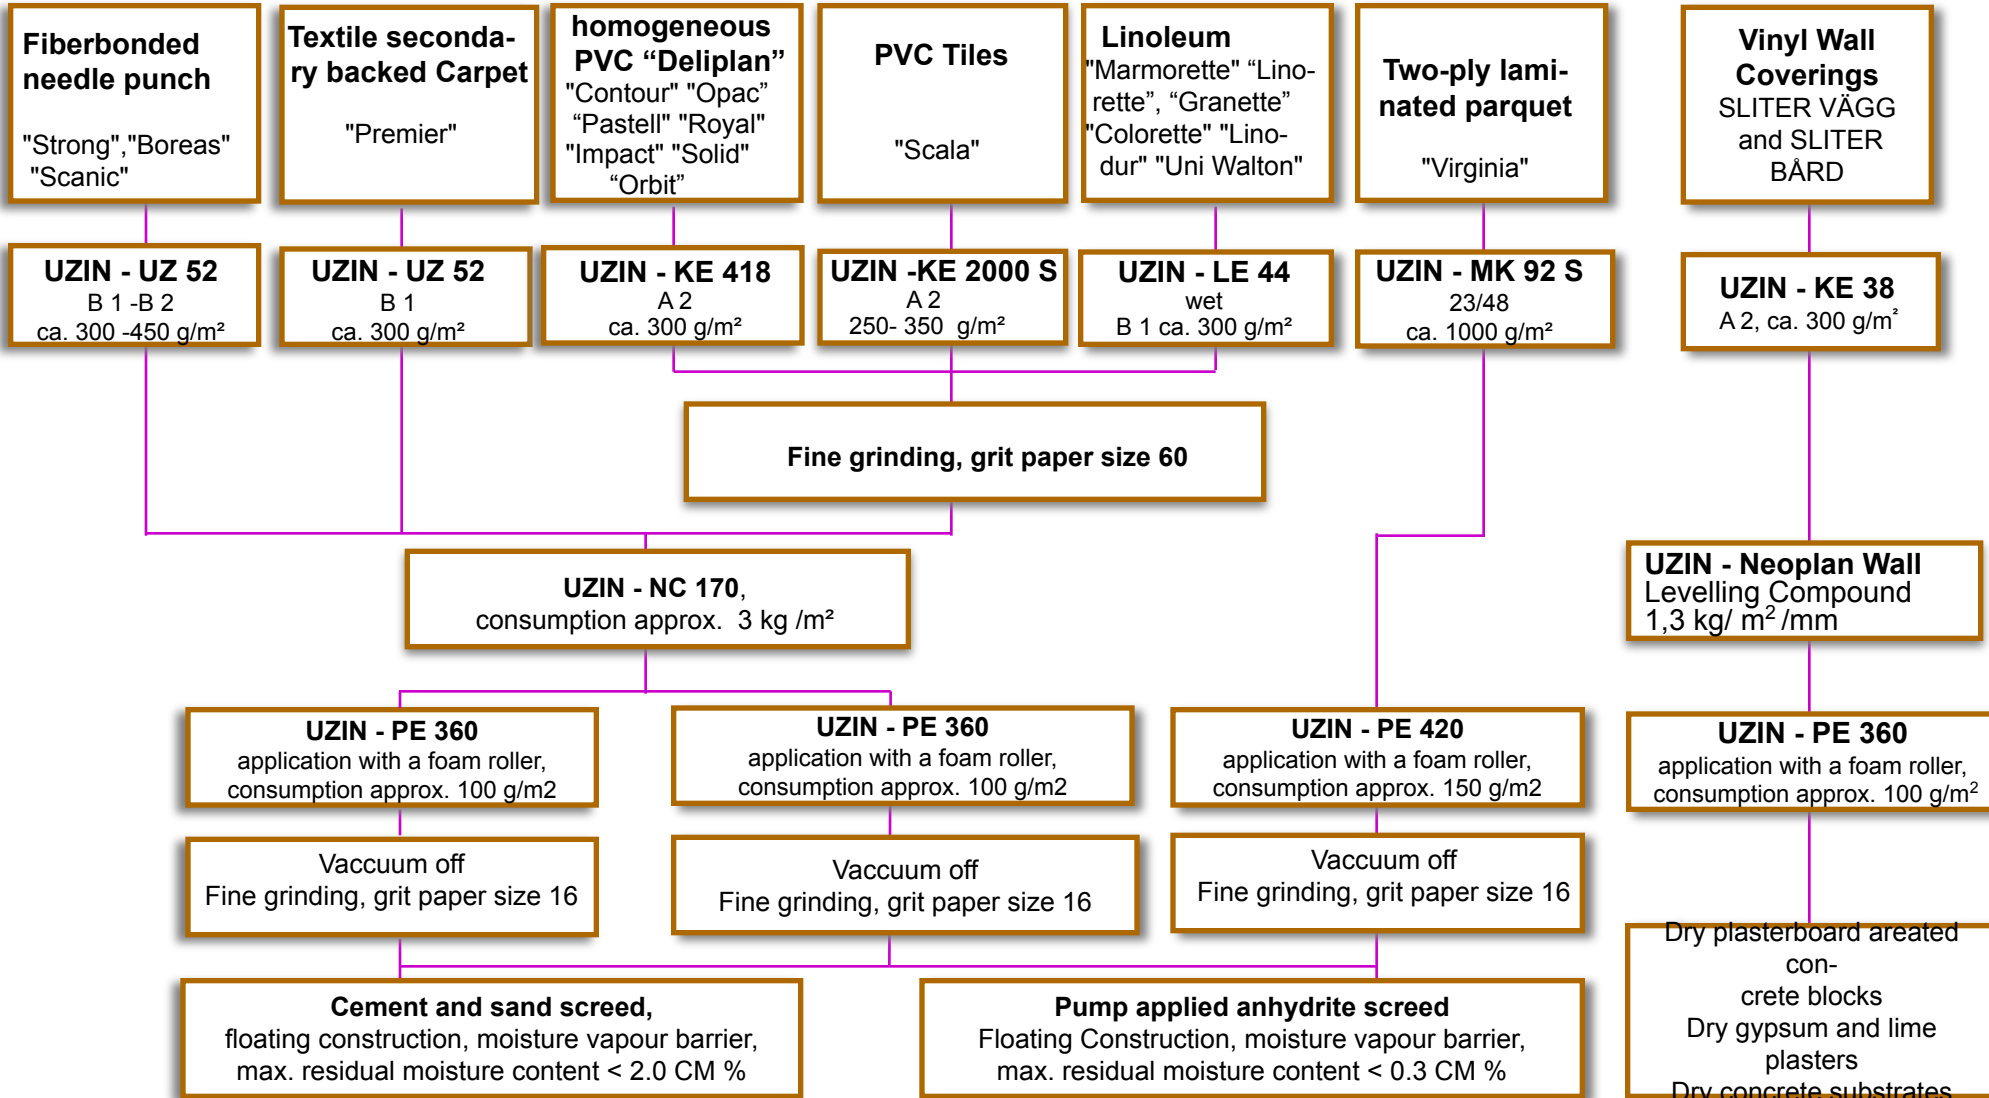 Fiberbonded
needle punch
"Strong","Boreas"
"Scanic"
Textile seconda-
ry backed Carpet
"Premier"
homogeneous
PVC “Deliplan”
"Contour" "Opac”
“Pastell" "Royal"
"Impact" "Solid"
“Orbit”
PVC Tiles
"Scala"
Linoleum
"Marmorette" “Lino-
rette”, “Granette”
"Colorette" "Lino-
dur" "Uni Walton"
Two-ply lami-
nated parquet
"Virginia"
Vinyl Wall
Coverings
SLITER VÄGG
and SLITER
BÅRD
UZIN - UZ 52
B 1 -B 2
ca. 300 -450 g/m²
UZIN - UZ 52
B 1
ca. 300 g/m²
UZIN - KE 418
A 2
ca. 300 g/m²
UZIN -KE 2000 S
A 2
250- 350 g/m²
UZIN - LE 44
wet
B 1 ca. 300 g/m²
UZIN - MK 92 S
23/48
ca. 1000 g/m²
UZIN - KE 38
A 2, ca. 300 g/m²
Fine grinding, grit paper size 60
UZIN - NC 170,
consumption approx. 3 kg /m²
UZIN - Neoplan Wall
Levelling Compound
1,3 kg/ m² /mm
UZIN - PE 360
application with a foam roller,
consumption approx. 100 g/m2
UZIN - PE 360
application with a foam roller,
consumption approx. 100 g/m2
UZIN - PE 420
application with a foam roller,
consumption approx. 150 g/m2
UZIN - PE 360
application with a foam roller,
consumption approx. 100 g/m²
Vaccuum off
Fine grinding, grit paper size 16
Vaccuum off
Fine grinding, grit paper size 16
Vaccuum off
Fine grinding, grit paper size 16
Cement and sand screed,
floating construction, moisture vapour barrier,
max. residual moisture content < 2.0 CM %
Pump applied anhydrite screed
Floating Construction, moisture vapour barrier,
max. residual moisture content < 0.3 CM %
Dry plasterboard areated
con-
crete blocks
Dry gypsum and lime
plasters
Dry concrete substrates